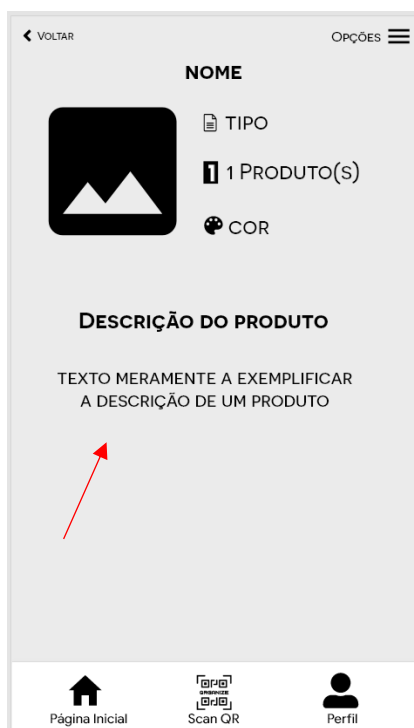 VOLTAR
OPÇÕES
NOME
TIPO
1 1 PRODUTO(S)
COR
DESCRIÇÃO DO PRODUTO
TEXTO MERAMENTE A EXEMPLIFICAR
A DESCRIÇÃO DE UM PRODUTO
ORGANIZE
Página Inicial
Scan QR
Perfil